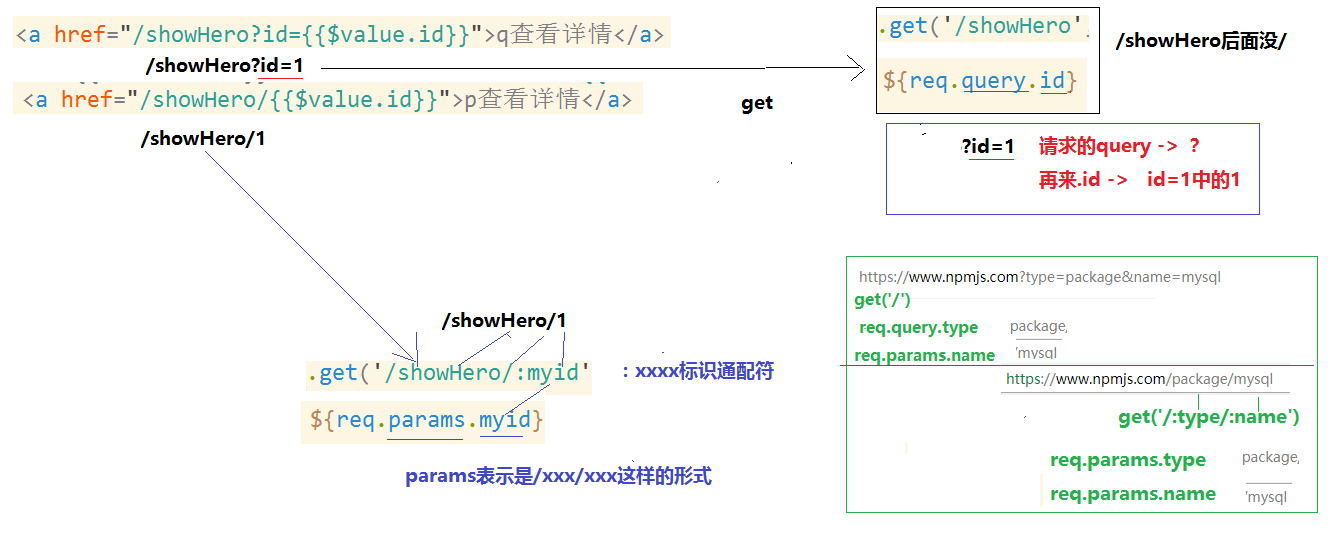 <a href="/showHero?id={{$value.id}}">q查看详情</a>
/showHero?id=1
<a href="/showHero/{{$value.id}}">p查看详情</a>
/showHero/1
get
.get('/showHero'
${req.query.id}
/showHero后面没/
?id=1 请求的query -> ?
再来.id -> id=1中的1
/showHero/1
.get('/showHero/:myid'
: xxxx标识通配符
${req.params.myid}
params表示是/xxx/xxx这样的形式
https://www.npmjs.com?type=package&name=mysql
get('/')
req.query.type package,
req.params.name 'mysql
https://www.npmjs.com/package/mysql
get('/:type/:name')
req.params.type package,
req.params.name 'mysql